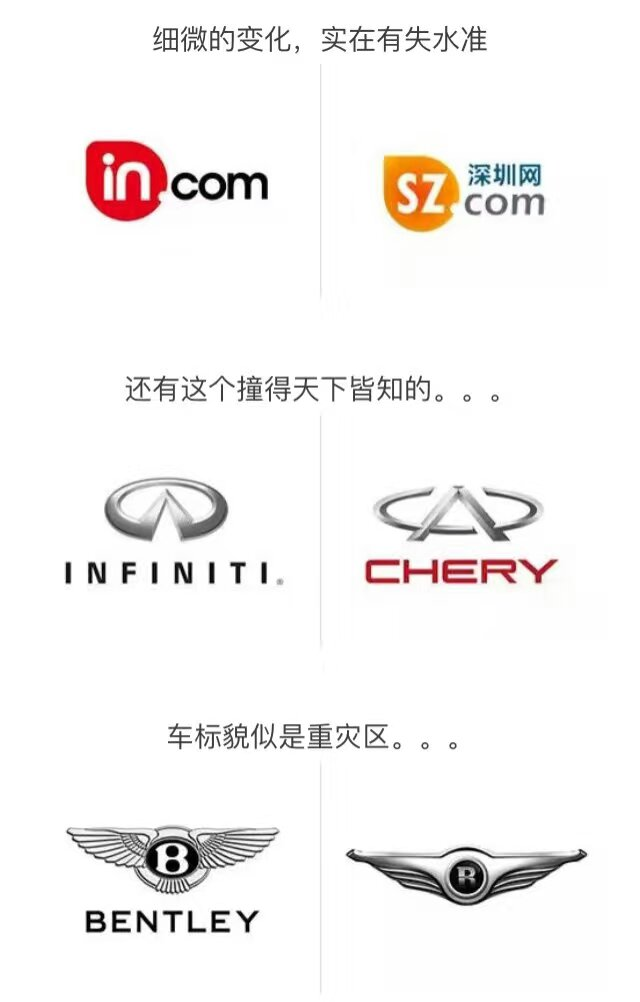 细微的变化，实在有失水准
in.com
深圳网
SZ.com
还有这个撞得天下皆知的。。。
INFINITI®
CHERY
车标貌似是重灾区。。。
B
BENTLEY
R